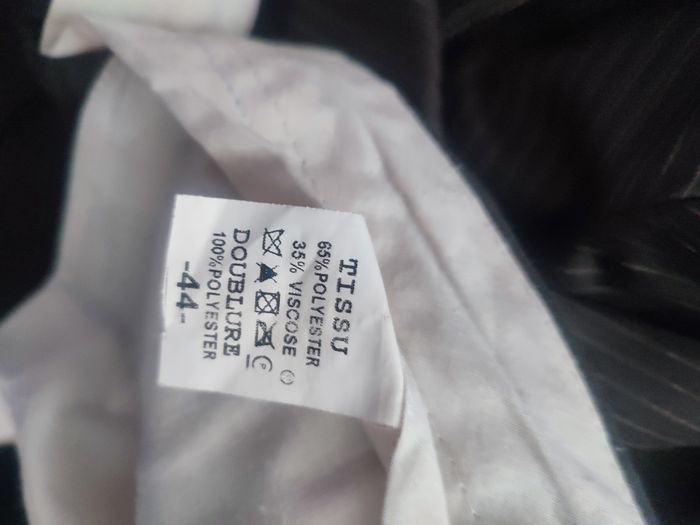 TISSU
65%POLYESTER
35% VISCOSE
DOUBLURE
100%POLYESTER
-44-